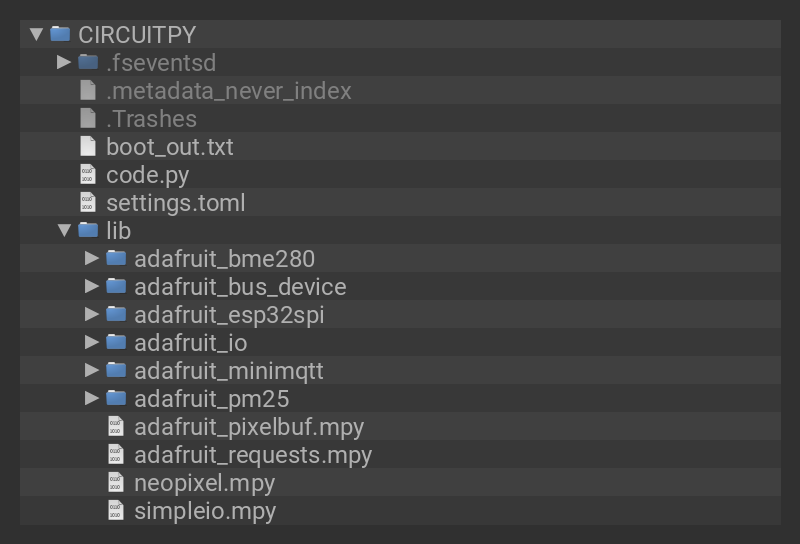 CIRCUITPY
.fseventsd
.metadata_never_index
.Trashes
boot_out.txt
code.py
settings.toml
lib
adafruit_bme280
adafruit_bus_device
adafruit_esp32spi
adafruit_io
adafruit_minimqtt
adafruit_pm25
adafruit_pixelbuf.mpy
adafruit_requests.mpy
neopixel.mpy
simpleio.mpy